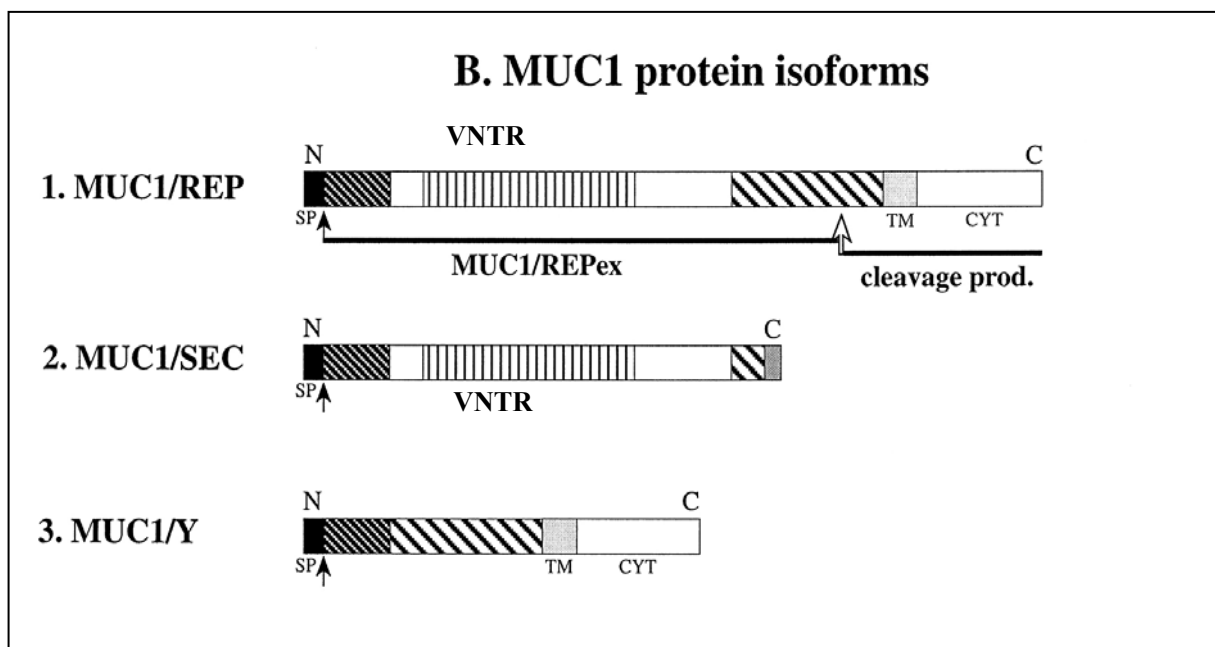 B. MUC1 protein isoforms
VNTR
N C
1. MUC1/REP
SP TM CYT
MUC1/REPex
cleavage prod.
N C
2. MUC1/SEC
SP
VNTR
N C
3. MUC1/Y
SP TM CYT